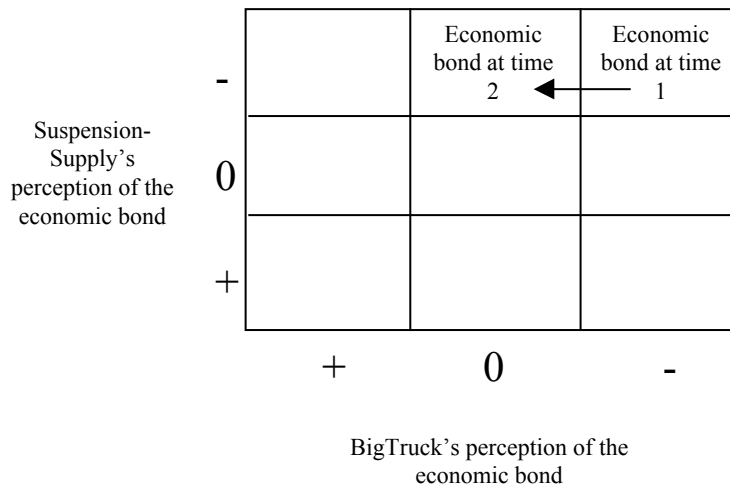 Economic
bond at time
2
Economic
bond at time
1
-
Suspension-
Supply's
perception of the
economic bond
0
+
+ 0 -
BigTruck's perception of the
economic bond